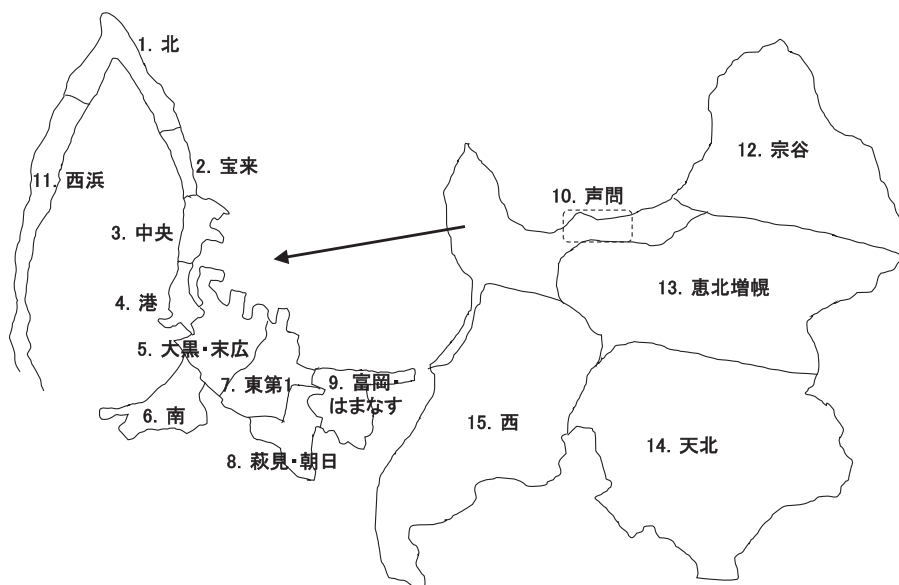 1. 北
2. 宝来
3. 中央
4. 港
5. 大黒・末広
6. 南
7. 東第1
8. 萩見・朝日
9. 富岡・
はまなす
10. 声問
11. 西浜
12. 宗谷
13. 恵北増幌
14. 天北
15. 西